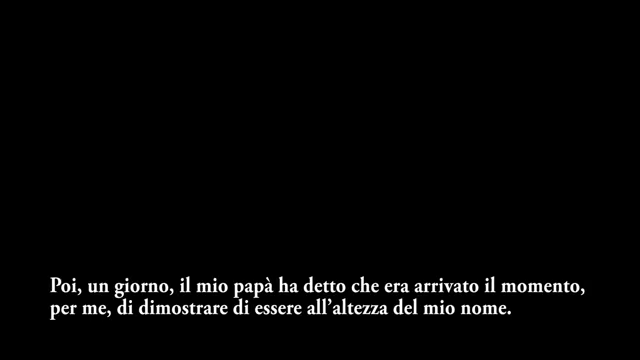 Poi, un giorno, il mio papà ha detto che era arrivato il momento,
per me, di dimostrare di essere all’altezza del mio nome.